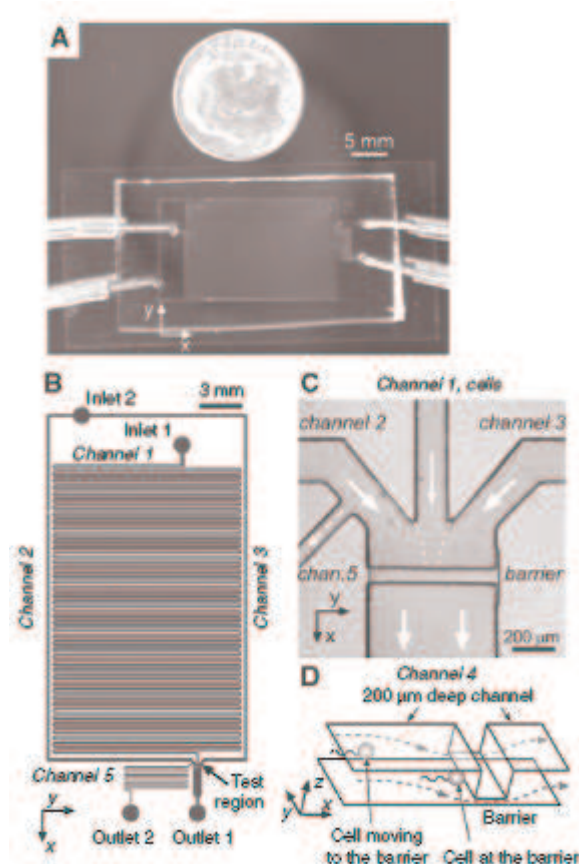 A
5 mm
y
x
B
3 mm
Inlet 2
Inlet 1
Channel 1
Channel 2
Channel 3
Channel 5
Test
region
y
x
Outlet 2
Outlet 1
C
Channel 1, cells
channel 2
channel 3
chan.5
barrier
y
x
200 µm
Channel 4
D
200 µm deep channel
z
y
x
Barrier
Cell moving
to the barrier
Cell at the barrier